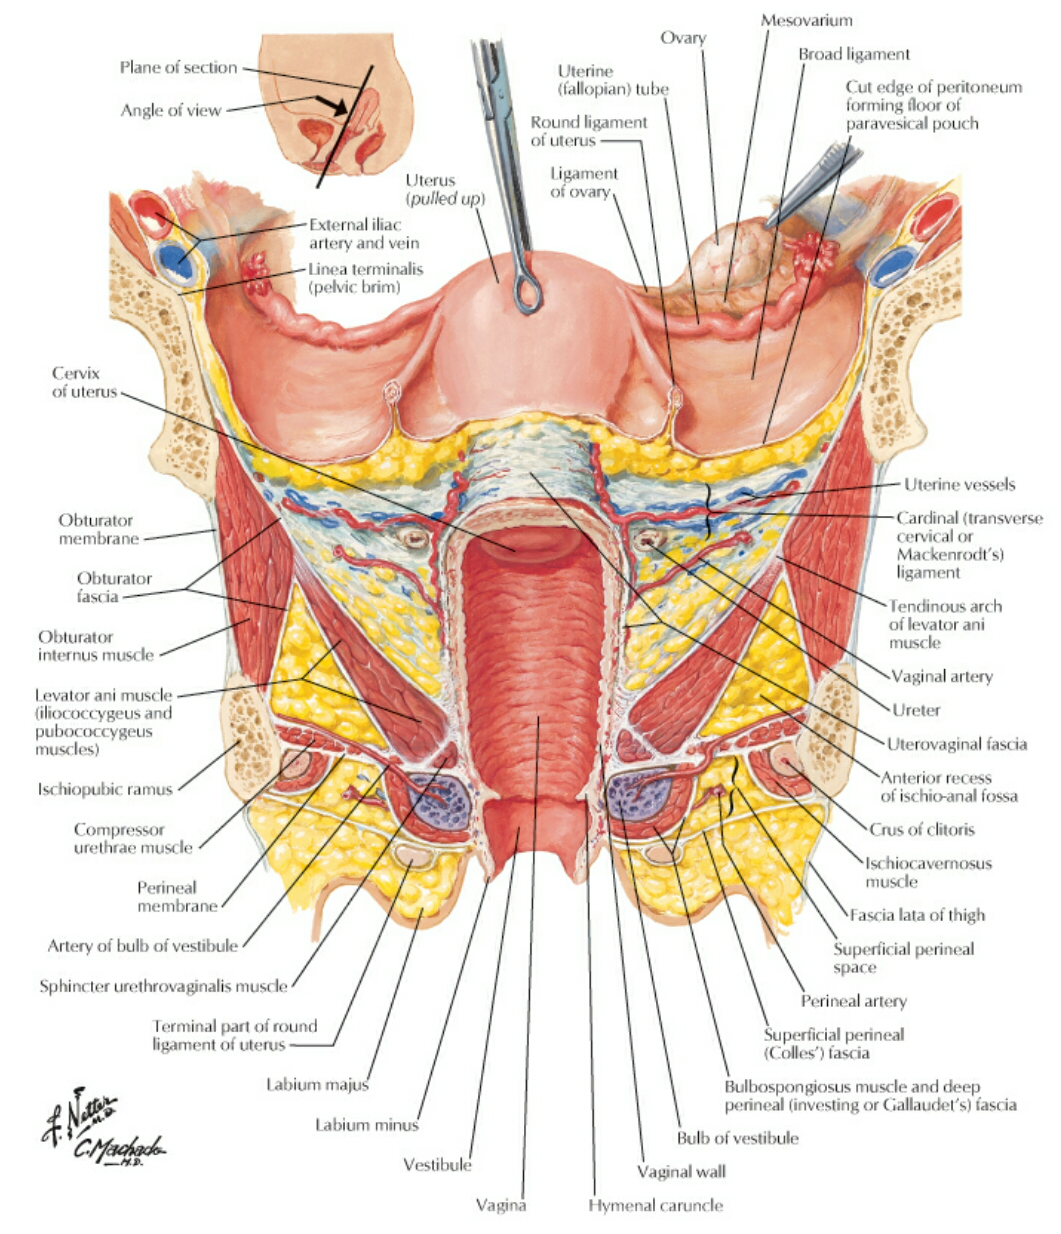 Plane of section
Angle of view
Mesovarium
Ovary
Broad ligament
Uterine
(fallopian) tube
Cut edge of peritoneum
forming floor of
paravesical pouch
Round ligament
of uterus
Ligament
of ovary
Uterus
(pulled up)
External iliac
artery and vein
Linea terminalis
(pelvic brim)
Cervix
of uterus
Obturator
membrane
Obturator
fascia
Obturator
internus muscle
Levator ani muscle
(iliococcygeus and
pubococcygeus
muscles)
Ischiopubic ramus
Compressor
urethrae muscle
Perineal
membrane
Artery of bulb of vestibule
Sphincter urethrovaginalis muscle
Terminal part of round
ligament of uterus
Labium majus
Labium minus
Vestibule
Vagina
Uterine vessels
Cardinal (transverse
cervical or
Mackenrodt's)
ligament
Tendinous arch
of levator ani
muscle
Vaginal artery
Ureter
Uterovaginal fascia
Anterior recess
of ischio-anal fossa
Crus of clitoris
Ischiocavernosus
muscle
Fascia lata of thigh
Superficial perineal
space
Perineal artery
Superficial perineal
(Colles') fascia
Bulbospongiosus muscle and deep
perineal (investing or Gallaudet's) fascia
Bulb of vestibule
Vaginal wall
Hymenal caruncle
F. Netter
M.D.
C. Machado
M.D.